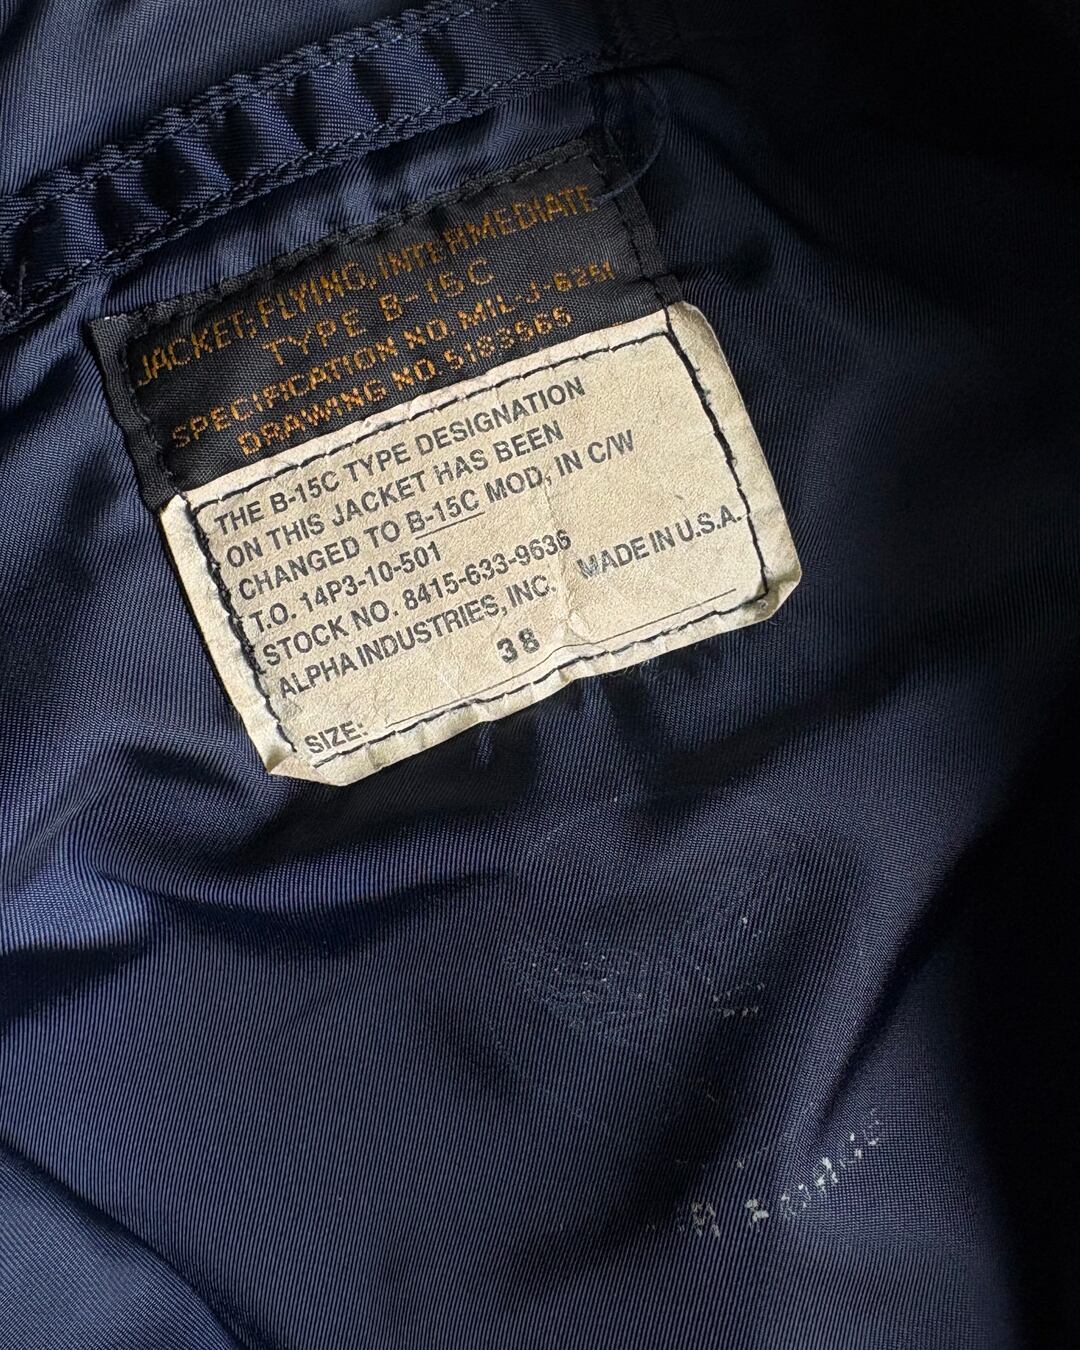 JACKET, FLYING, INTERMEDIATE
TYPE B-15C
SPECIFICATION NO. MIL-J-6251
DRAWING NO. 5183965
THE B-15C TYPE DESIGNATION
ON THIS JACKET HAS BEEN
CHANGED TO B-15C MOD, IN C/W
T.O. 14P3-10-501
STOCK NO. 8415-633-9636
ALPHA INDUSTRIES, INC. MADE IN U.S.A.
38
SIZE: